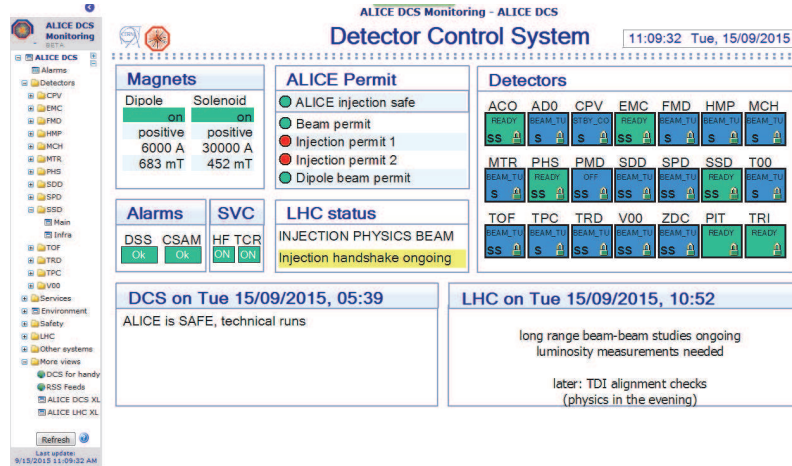 ALICE DCS Monitoring - ALICE DCS
ALICE DCS
Monitoring
BETA
Detector Control System
11:09:32 Tue, 15/09/2015
ALICE DCS
Alarms
Detectors
CPV
EMC
FMD
HMP
MCH
MTR
PHS
SDD
SPD
SSD
Main
Infra
TOF
TRD
TPC
V00
Services
Environment
Safety
LHC
Other systems
More views
DCS for handy
RSS Feeds
ALICE DCS XL
ALICE LHC XL
Refresh
Last update:
9/15/2015 11:09:32 AM
Magnets
Dipole Solenoid
on on
positive positive
6000 A 30000 A
683 mT 452 mT
ALICE Permit
ALICE injection safe
Beam permit
Injection permit 1
Injection permit 2
Dipole beam permit
Detectors
ACO AD0 CPV EMC FMD HMP MCH
READY BEAM_TU STBY_CO READY BEAM_TU BEAM_TU BEAM_TU
SS S S SS S S S
MTR PHS PMD SDD SPD SSD T00
BEAM_TU READY OFF BEAM_TU BEAM_TU READY BEAM_TU
S SS SS SS SS SS S
TOF TPC TRD V00 ZDC PIT TRI
BEAM_TU BEAM_TU BEAM_TU BEAM_TU BEAM_TU READY READY
SS S SS S SS
Alarms
DSS CSAM
Ok Ok
SVC
HF TCR
ON ON
LHC status
INJECTION PHYSICS BEAM
Injection handshake ongoing
DCS on Tue 15/09/2015, 05:39
ALICE is SAFE, technical runs
LHC on Tue 15/09/2015, 10:52
long range beam-beam studies ongoing
luminosity measurements needed
later: TDI alignment checks
(physics in the evening)